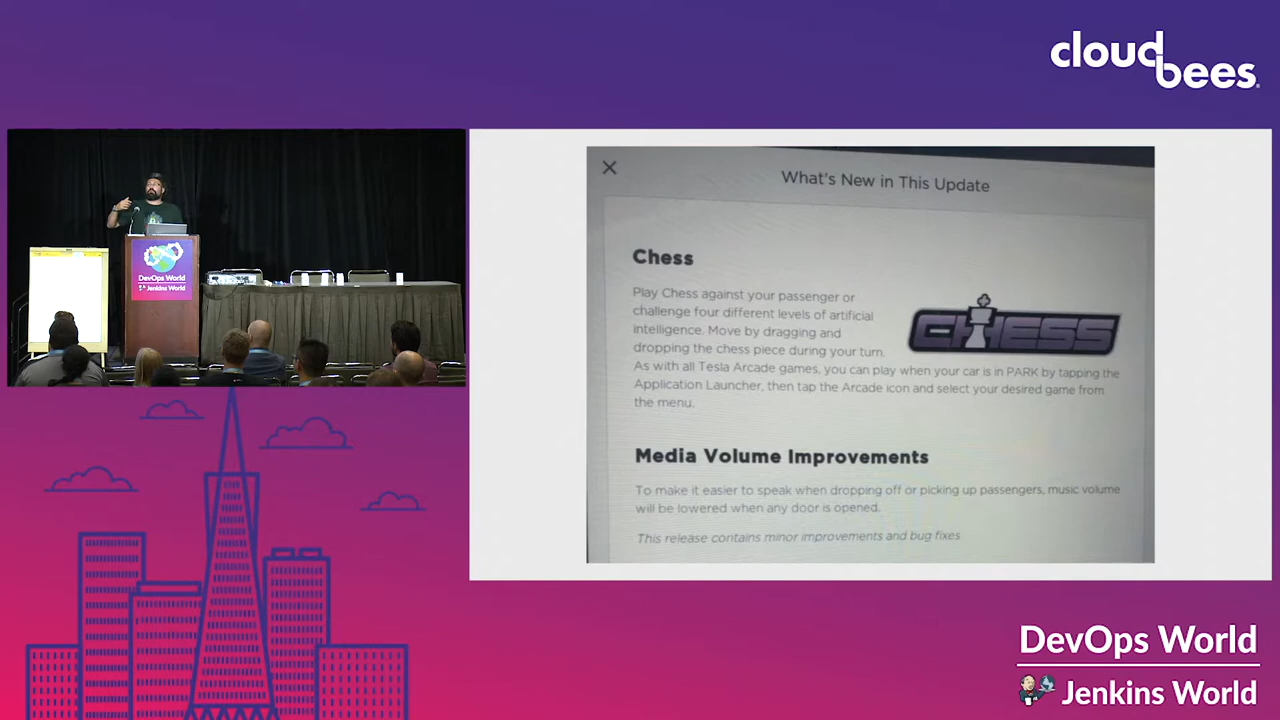 cloudbees.
What's New in This Update
Chess
Play Chess against your passenger or
challenge four different levels of artificial
intelligence. Move by dragging and
dropping the chess piece during your turn.
As with all Tesla Arcade games, you can play when your car is in PARK by tapping the
Application Launcher, then tap the Arcade icon and select your desired game from
the menu.
CHESS
Media Volume Improvements
To make it easier to speak when dropping off or picking up passengers, music volume
will be lowered when any door is opened.
This release contains minor improvements and bug fixes
DevOps World
Jenkins World
DevOps World
Jenkins World